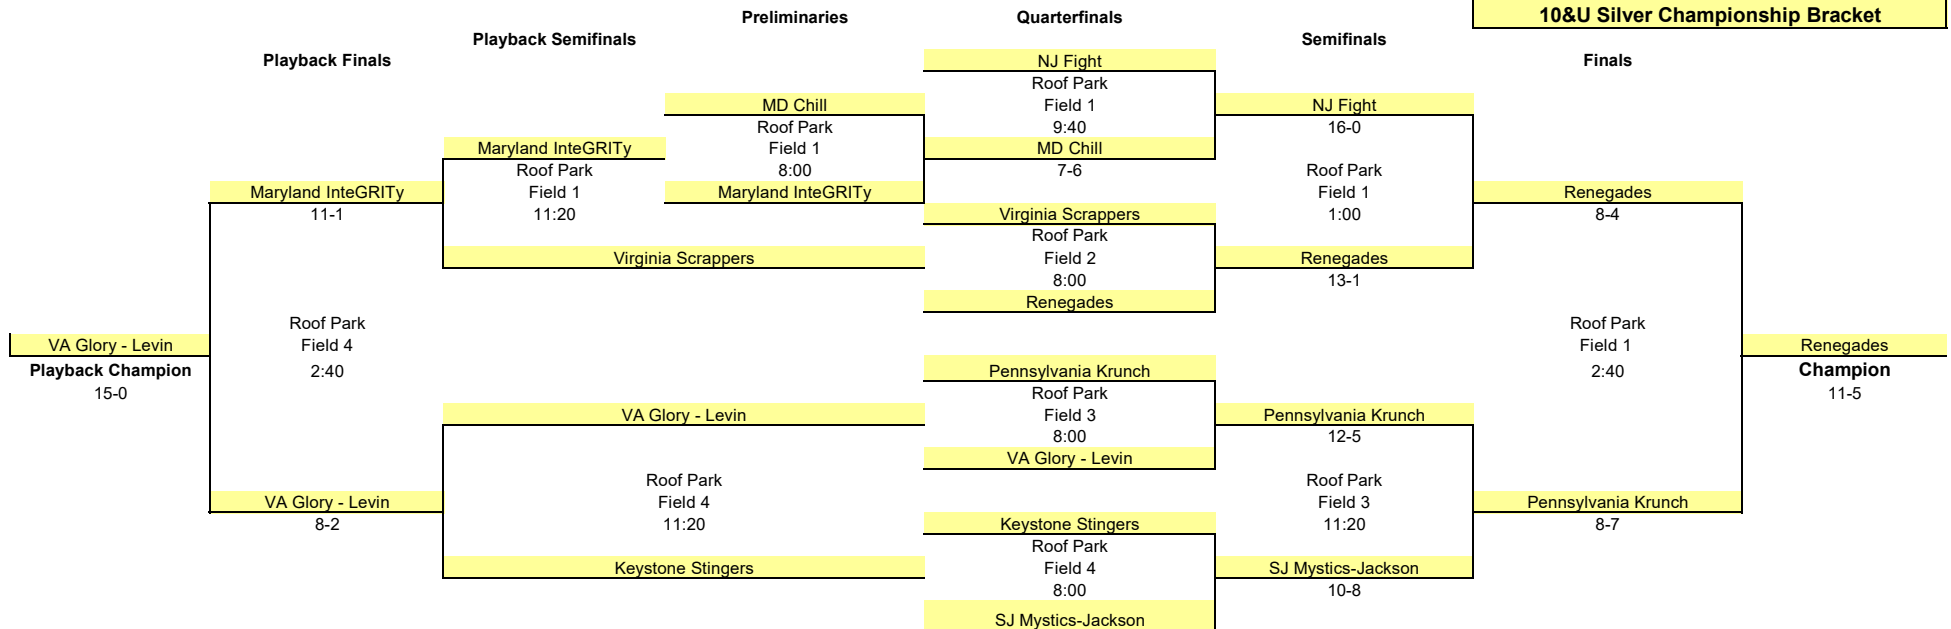 10&U Silver Championship Bracket
Preliminaries
Quarterfinals
Playback Semifinals
Semifinals
Playback Finals
Finals
NJ Fight
Roof Park
Field 1
9:40
MD Chill
7-6
MD Chill
Roof Park
Field 1
8:00
Maryland InteGRITy
NJ Fight
16-0
Roof Park
Field 1
1:00
Renegades
13-1
Maryland InteGRITy
Roof Park
Field 1
11:20
Virginia Scrappers
Maryland InteGRITy
11-1
Virginia Scrappers
Roof Park
Field 2
8:00
Renegades
Renegades
8-4
Roof Park
Field 4
2:40
Roof Park
Field 1
2:40
VA Glory - Levin
Playback Champion
15-0
Renegades
Champion
11-5
Pennsylvania Krunch
Roof Park
Field 3
8:00
VA Glory - Levin
VA Glory - Levin
Roof Park
Field 4
11:20
Keystone Stingers
Pennsylvania Krunch
12-5
Roof Park
Field 3
11:20
SJ Mystics-Jackson
10-8
VA Glory - Levin
8-2
Pennsylvania Krunch
8-7
Keystone Stingers
Roof Park
Field 4
8:00
SJ Mystics-Jackson